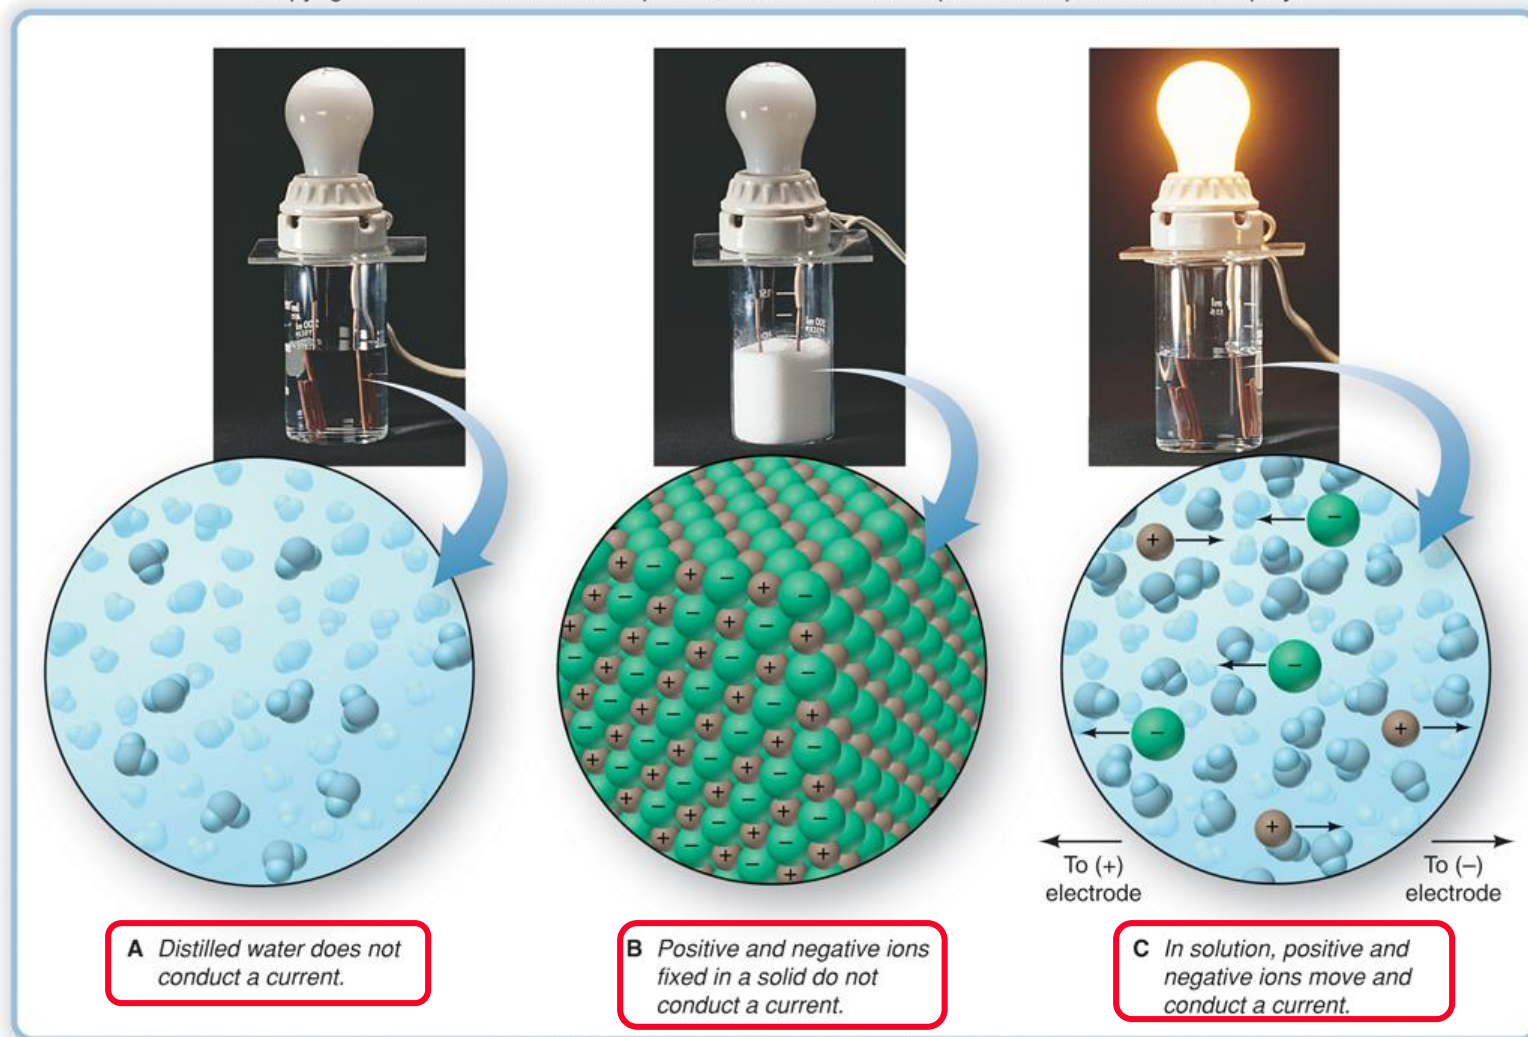 A Distilled water does not
conduct a current.
B Positive and negative ions
fixed in a solid do not
conduct a current.
To (+)
electrode
To (–)
electrode
C In solution, positive and
negative ions move and
conduct a current.